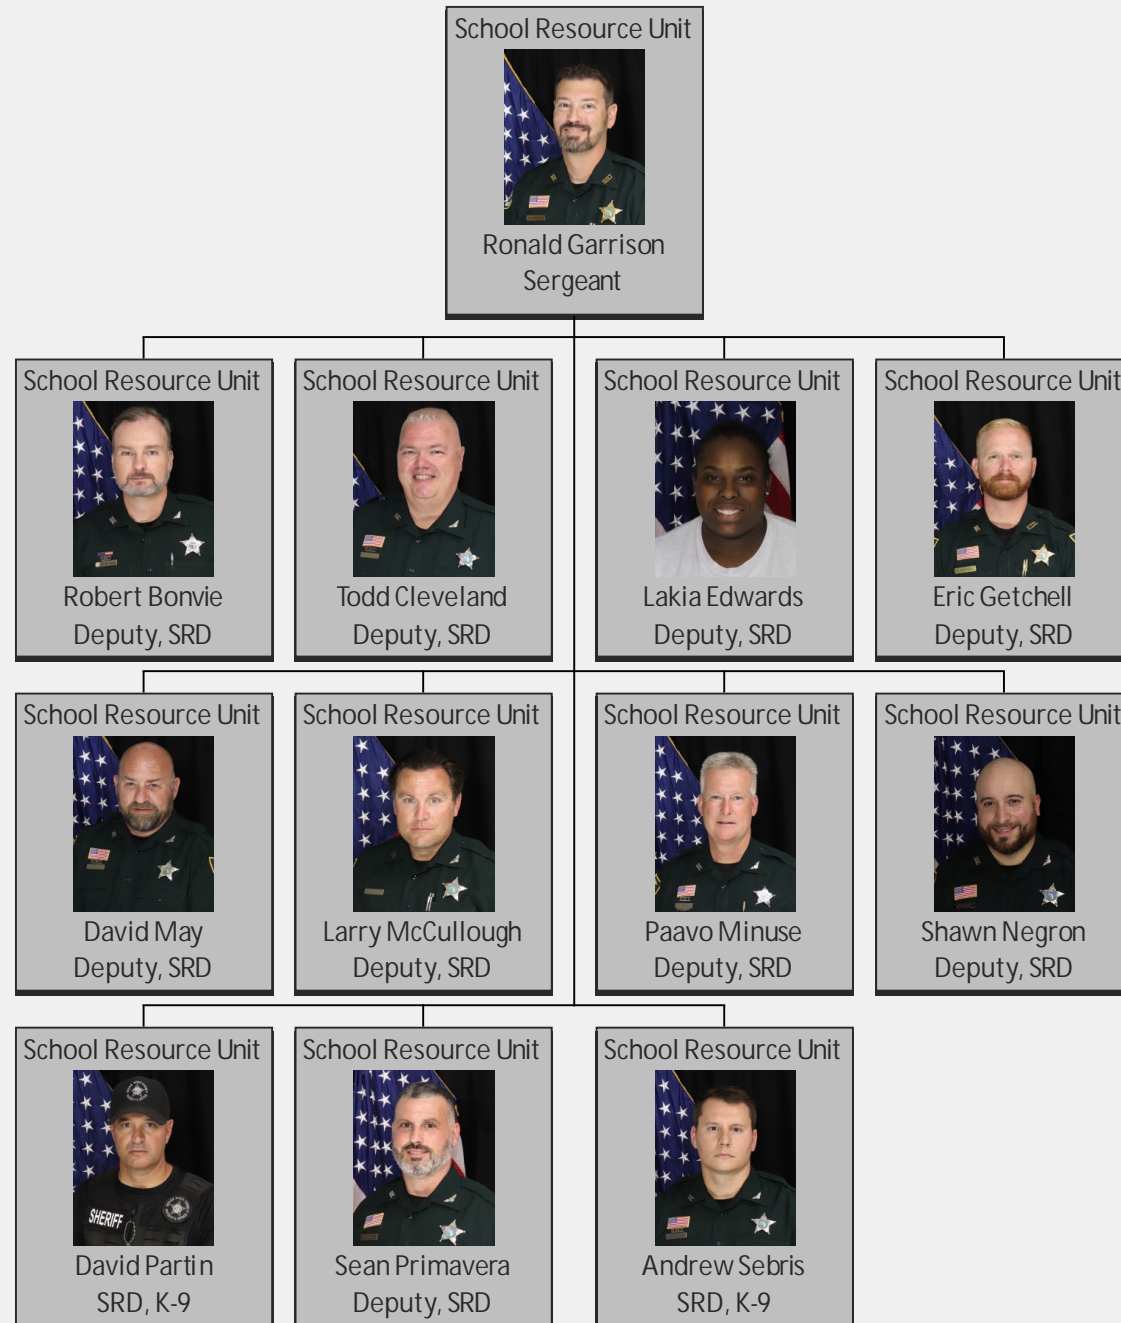 School Resource Unit
Ronald Garrison
Sergeant
School Resource Unit
Robert Bonvie
Deputy, SRD
School Resource Unit
Todd Cleveland
Deputy, SRD
School Resource Unit
Lakia Edwards
Deputy, SRD
School Resource Unit
Eric Getchell
Deputy, SRD
School Resource Unit
David May
Deputy, SRD
School Resource Unit
Larry McCullough
Deputy, SRD
School Resource Unit
Paavo Minuse
Deputy, SRD
School Resource Unit
Shawn Negron
Deputy, SRD
School Resource Unit
SHERIFF
David Partin
SRD, K-9
School Resource Unit
Sean Primavera
Deputy, SRD
School Resource Unit
Andrew Sebris
SRD, K-9